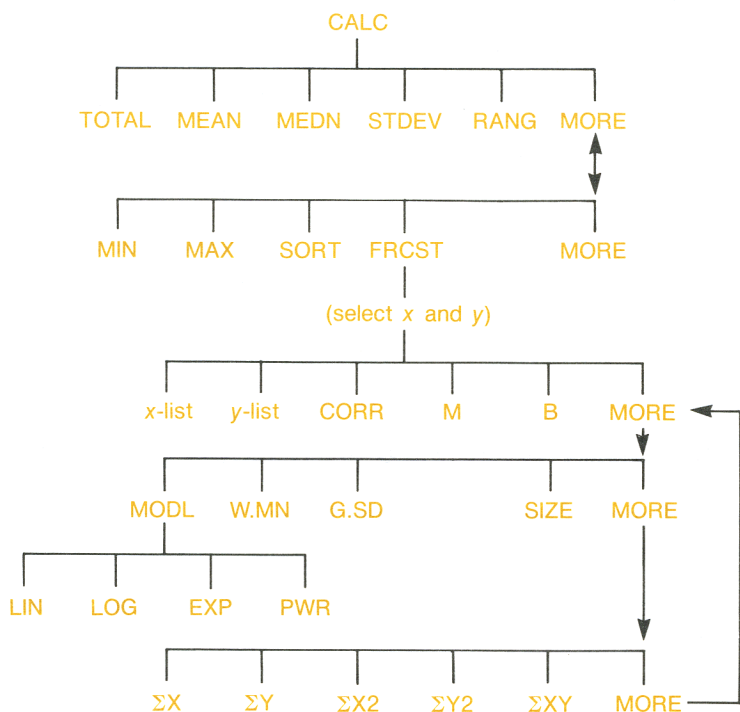 CALC
TOTAL MEAN MEDN STDEV RANG MORE
MIN MAX SORT FRCST MORE
(select x and y)
x-list y-list CORR M B MORE
MODL W.MN G.SD SIZE MORE
LIN LOG EXP PWR
ΣX ΣY ΣX2 ΣY2 ΣXY MORE